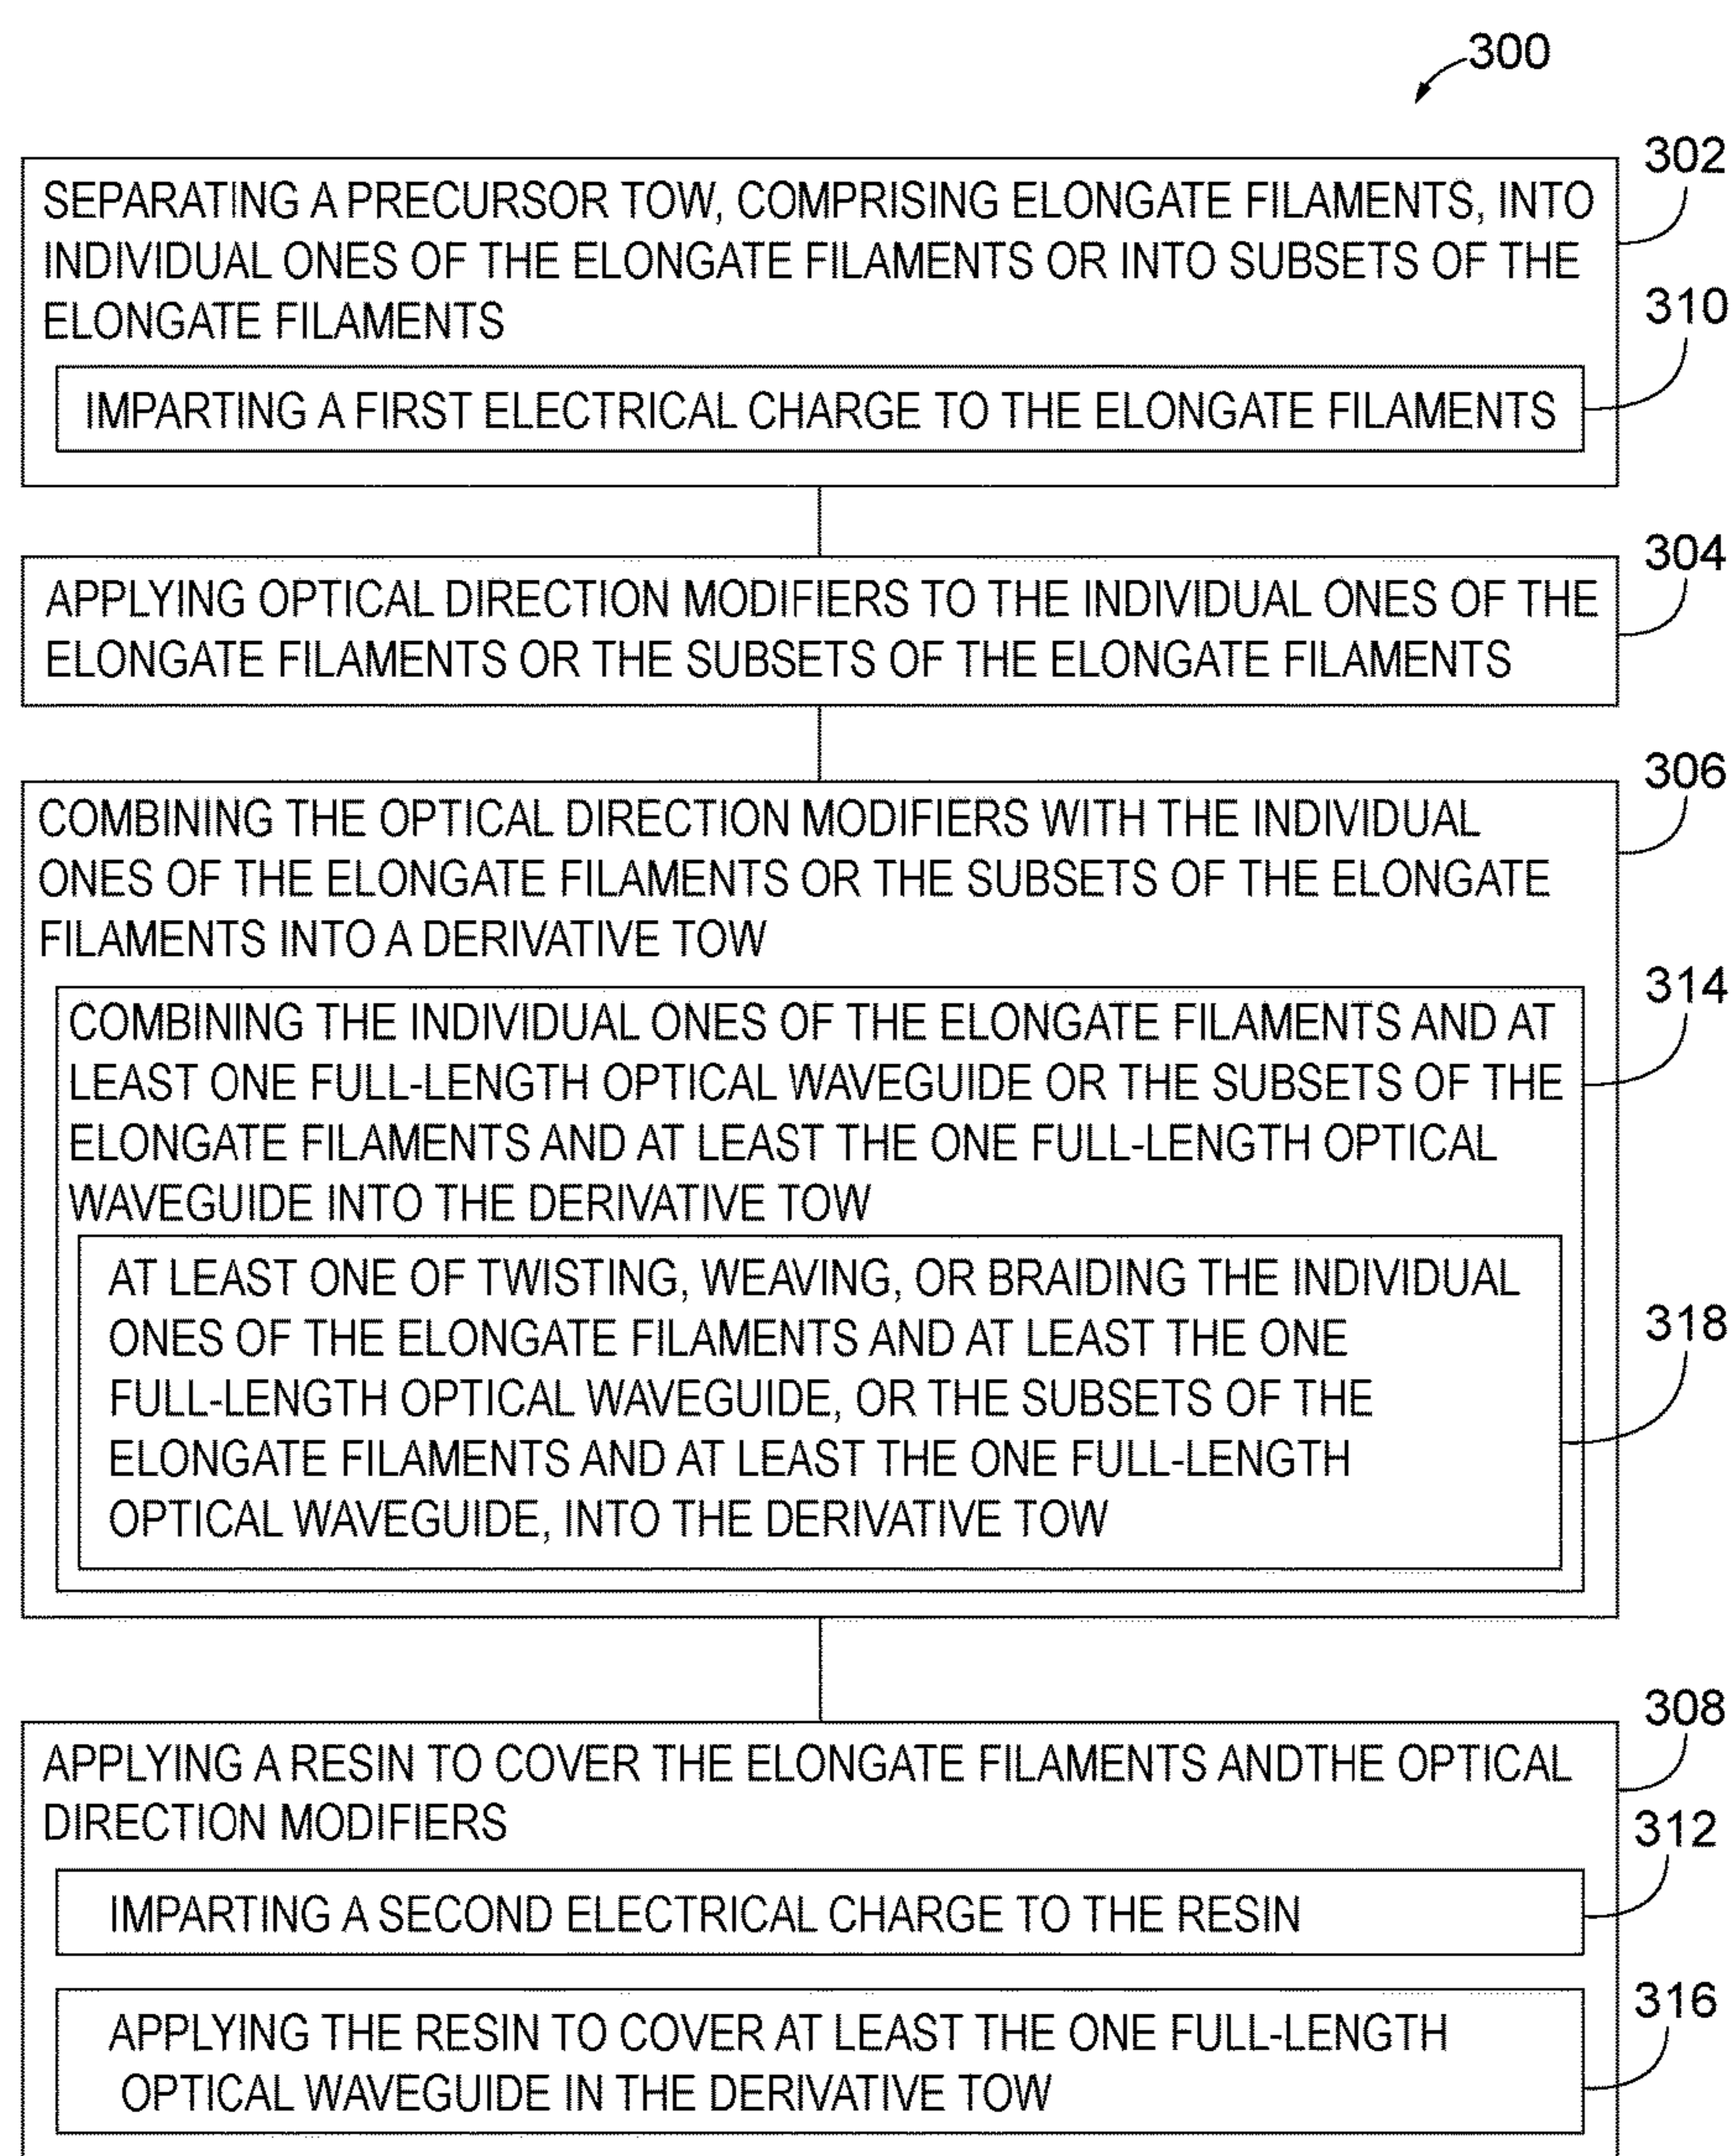 300
302
SEPARATING A PRECURSOR TOW, COMPRISING ELONGATE FILAMENTS, INTO
INDIVIDUAL ONES OF THE ELONGATE FILAMENTS OR INTO SUBSETS OF THE
ELONGATE FILAMENTS
310
IMPARTING A FIRST ELECTRICAL CHARGE TO THE ELONGATE FILAMENTS
304
APPLYING OPTICAL DIRECTION MODIFIERS TO THE INDIVIDUAL ONES OF THE
ELONGATE FILAMENTS OR THE SUBSETS OF THE ELONGATE FILAMENTS
306
COMBINING THE OPTICAL DIRECTION MODIFIERS WITH THE INDIVIDUAL
ONES OF THE ELONGATE FILAMENTS OR THE SUBSETS OF THE ELONGATE
FILAMENTS INTO A DERIVATIVE TOW
314
COMBINING THE INDIVIDUAL ONES OF THE ELONGATE FILAMENTS AND AT
LEAST ONE FULL-LENGTH OPTICAL WAVEGUIDE OR THE SUBSETS OF THE
ELONGATE FILAMENTS AND AT LEAST THE ONE FULL-LENGTH OPTICAL
WAVEGUIDE INTO THE DERIVATIVE TOW
318
AT LEAST ONE OF TWISTING, WEAVING, OR BRAIDING THE INDIVIDUAL
ONES OF THE ELONGATE FILAMENTS AND AT LEAST THE ONE
FULL-LENGTH OPTICAL WAVEGUIDE, OR THE SUBSETS OF THE
ELONGATE FILAMENTS AND AT LEAST THE ONE FULL-LENGTH
OPTICAL WAVEGUIDE, INTO THE DERIVATIVE TOW
308
APPLYING A RESIN TO COVER THE ELONGATE FILAMENTS ANDTHE OPTICAL
DIRECTION MODIFIERS
312
IMPARTING A SECOND ELECTRICAL CHARGE TO THE RESIN
316
APPLYING THE RESIN TO COVER AT LEAST THE ONE FULL-LENGTH
OPTICAL WAVEGUIDE IN THE DERIVATIVE TOW